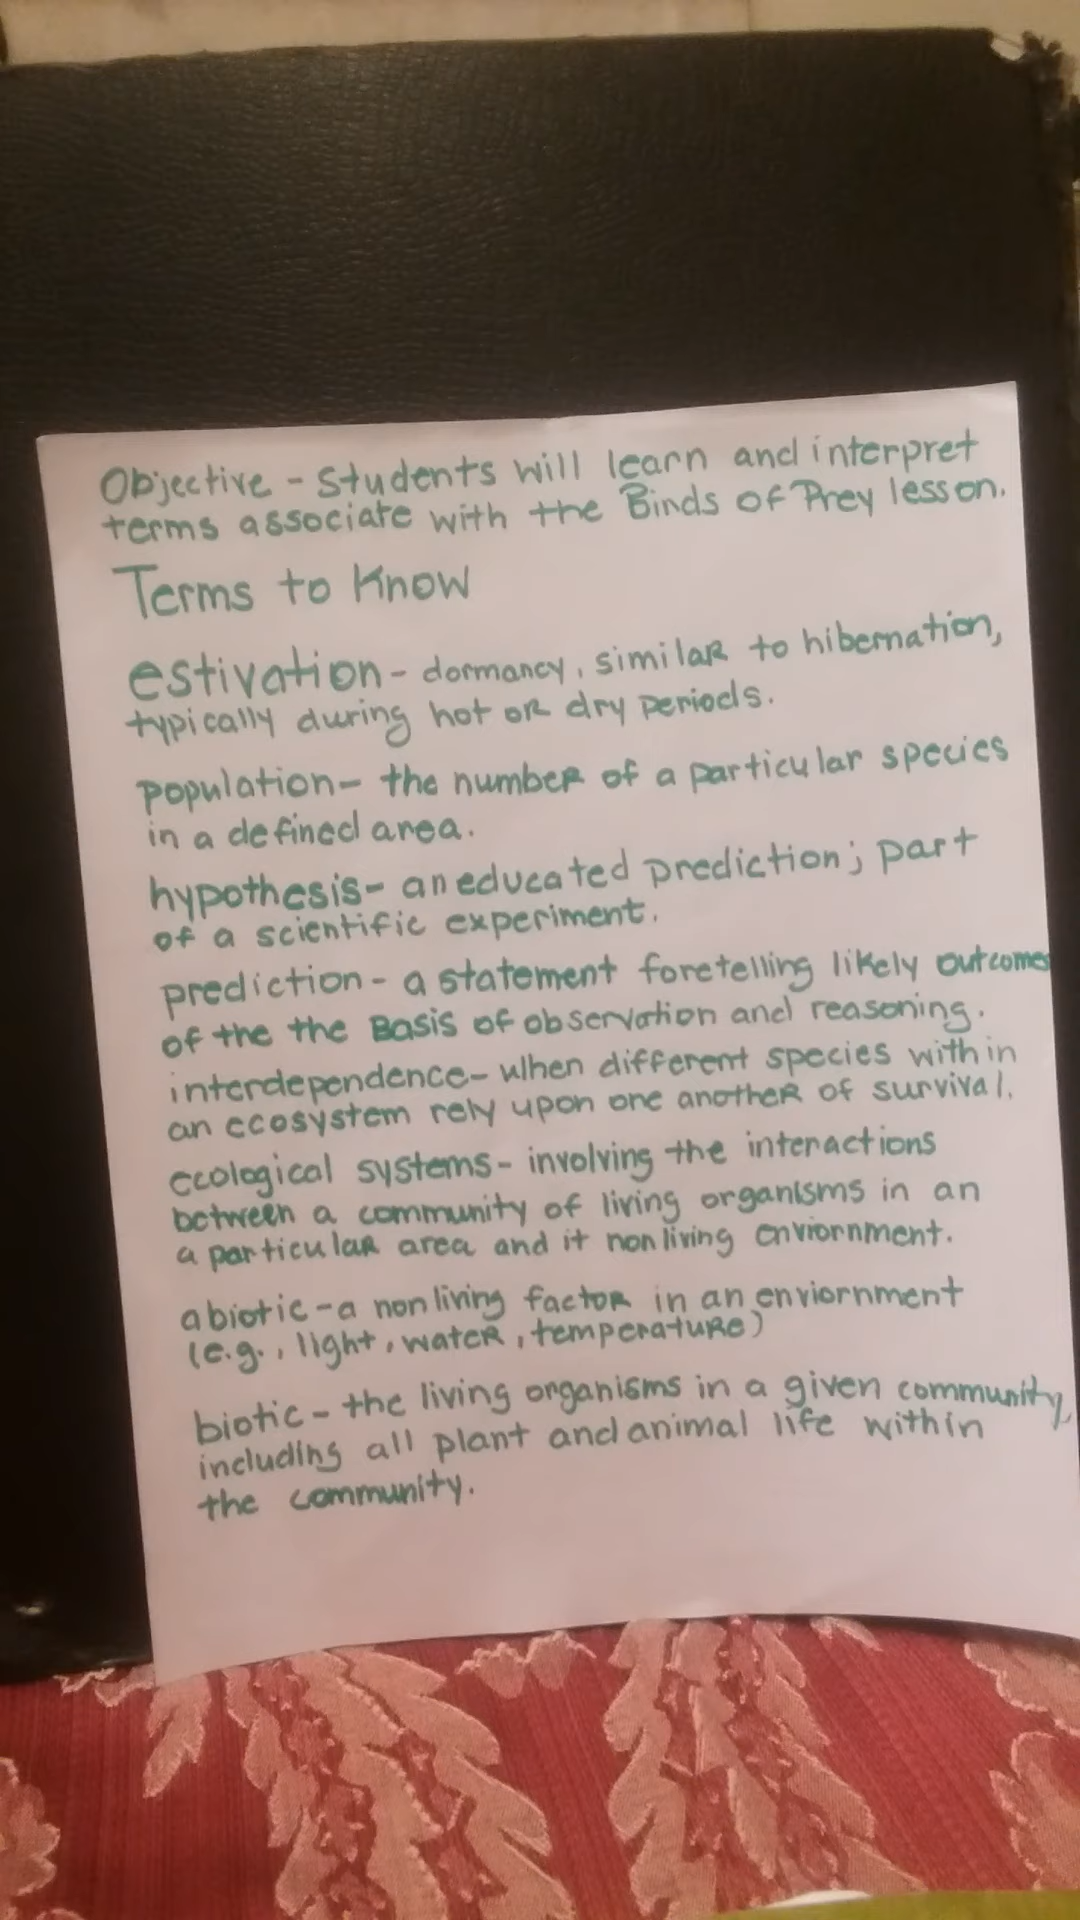 Objective - Students will learn and interpret
terms associate with the Binds of Prey lesson.
Terms to Know
estivation - dormancy, similar to hibernation,
typically during hot or dry periods.
population - the number of a particular species
in a defined area.
hypothesis - an educated prediction; part
of a scientific experiment.
prediction - a statement foretelling likely outcomes
of the the Basis of observation and reasoning.
interdependence - When different species within
an ecosystem rely upon one another of survival.
ecological systems - involving the interactions
between a community of living organisms in an
a particular area and it nonliving enviornment.
abiotic - a nonliving factor in an enviornment
(e.g., light, water, temperature)
biotic - the living organisms in a given community,
including all plant and animal life within
the community.